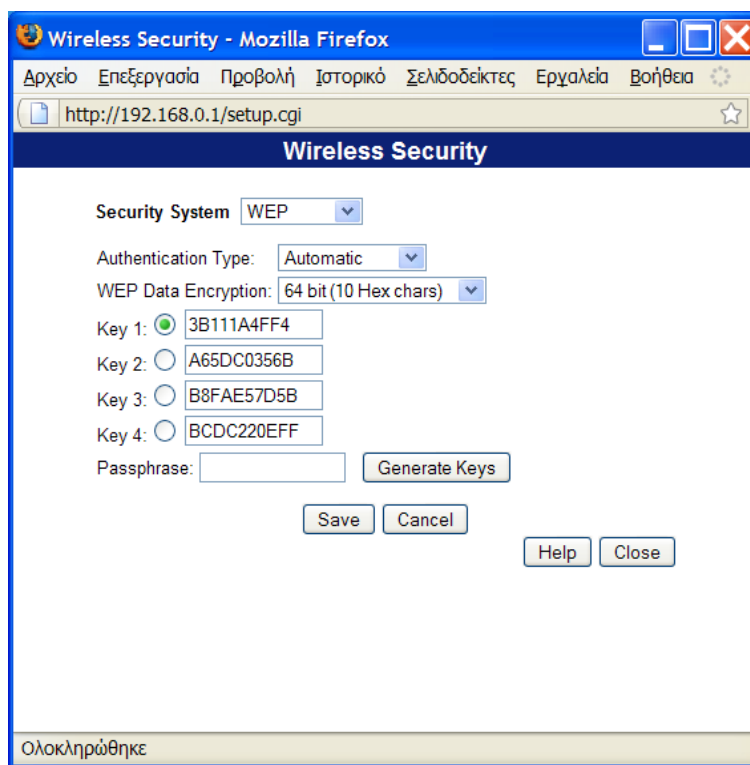 Wireless Security - Mozilla Firefox
Αρχείο Επεξεργασία Προβολή Ιστορικό Σελιδοδείκτες Εργαλεία Βοήθεια
http://192.168.0.1/setup.cgi
Wireless Security
Security System WEP
Authentication Type: Automatic
WEP Data Encryption: 64 bit (10 Hex chars)
Key 1: 3B111A4FF4
Key 2: A65DC0356B
Key 3: B8FAE57D5B
Key 4: BCDC220EFF
Passphrase: Generate Keys
Save Cancel
Help Close
Ολοκληρώθηκε